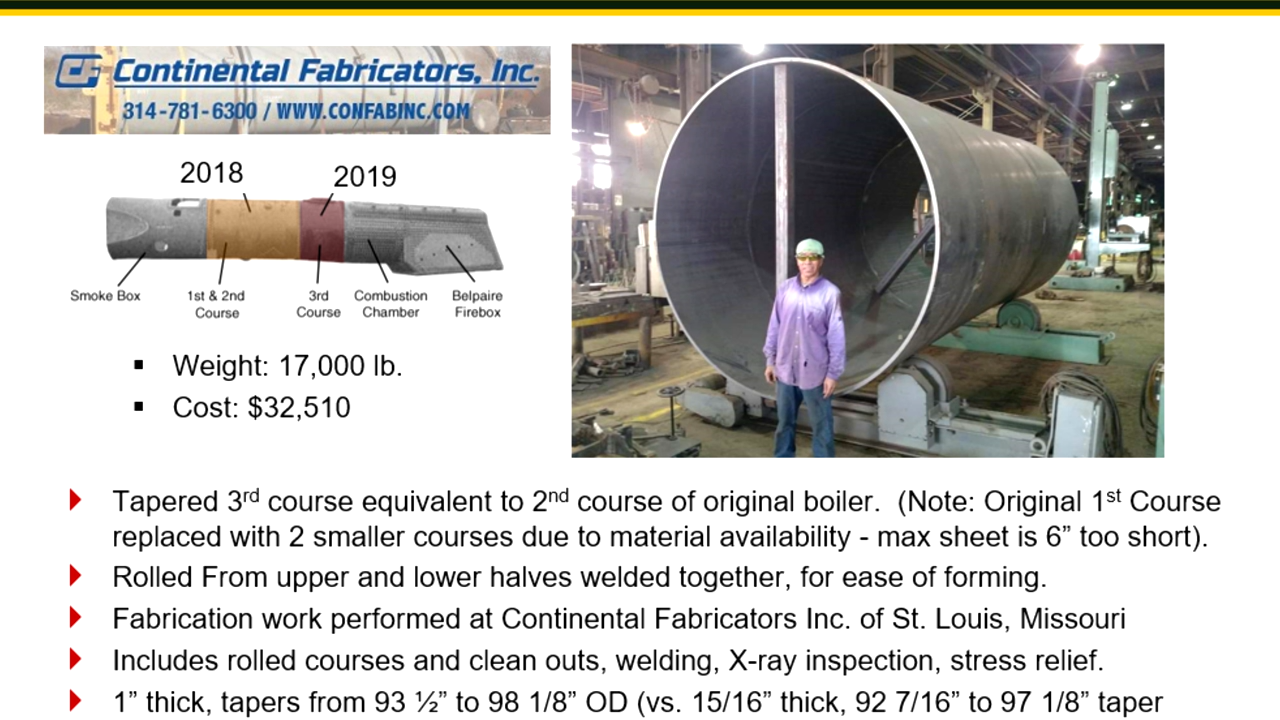 Continental Fabricators, Inc.
314-781-6300 / WWW.CONFABINC.COM
2018
2019
Smoke Box
1st & 2nd
Course
3rd
Course
Combustion
Chamber
Belpaire
Firebox
▪ Weight: 17,000 lb.
▪ Cost: $32,510
Tapered 3rd course equivalent to 2nd course of original boiler. (Note: Original 1st Course
replaced with 2 smaller courses due to material availability - max sheet is 6” too short).
Rolled From upper and lower halves welded together, for ease of forming.
Fabrication work performed at Continental Fabricators Inc. of St. Louis, Missouri
Includes rolled courses and clean outs, welding, X-ray inspection, stress relief.
1” thick, tapers from 93 ½” to 98 1/8” OD (vs. 15/16” thick, 92 7/16” to 97 1/8” taper